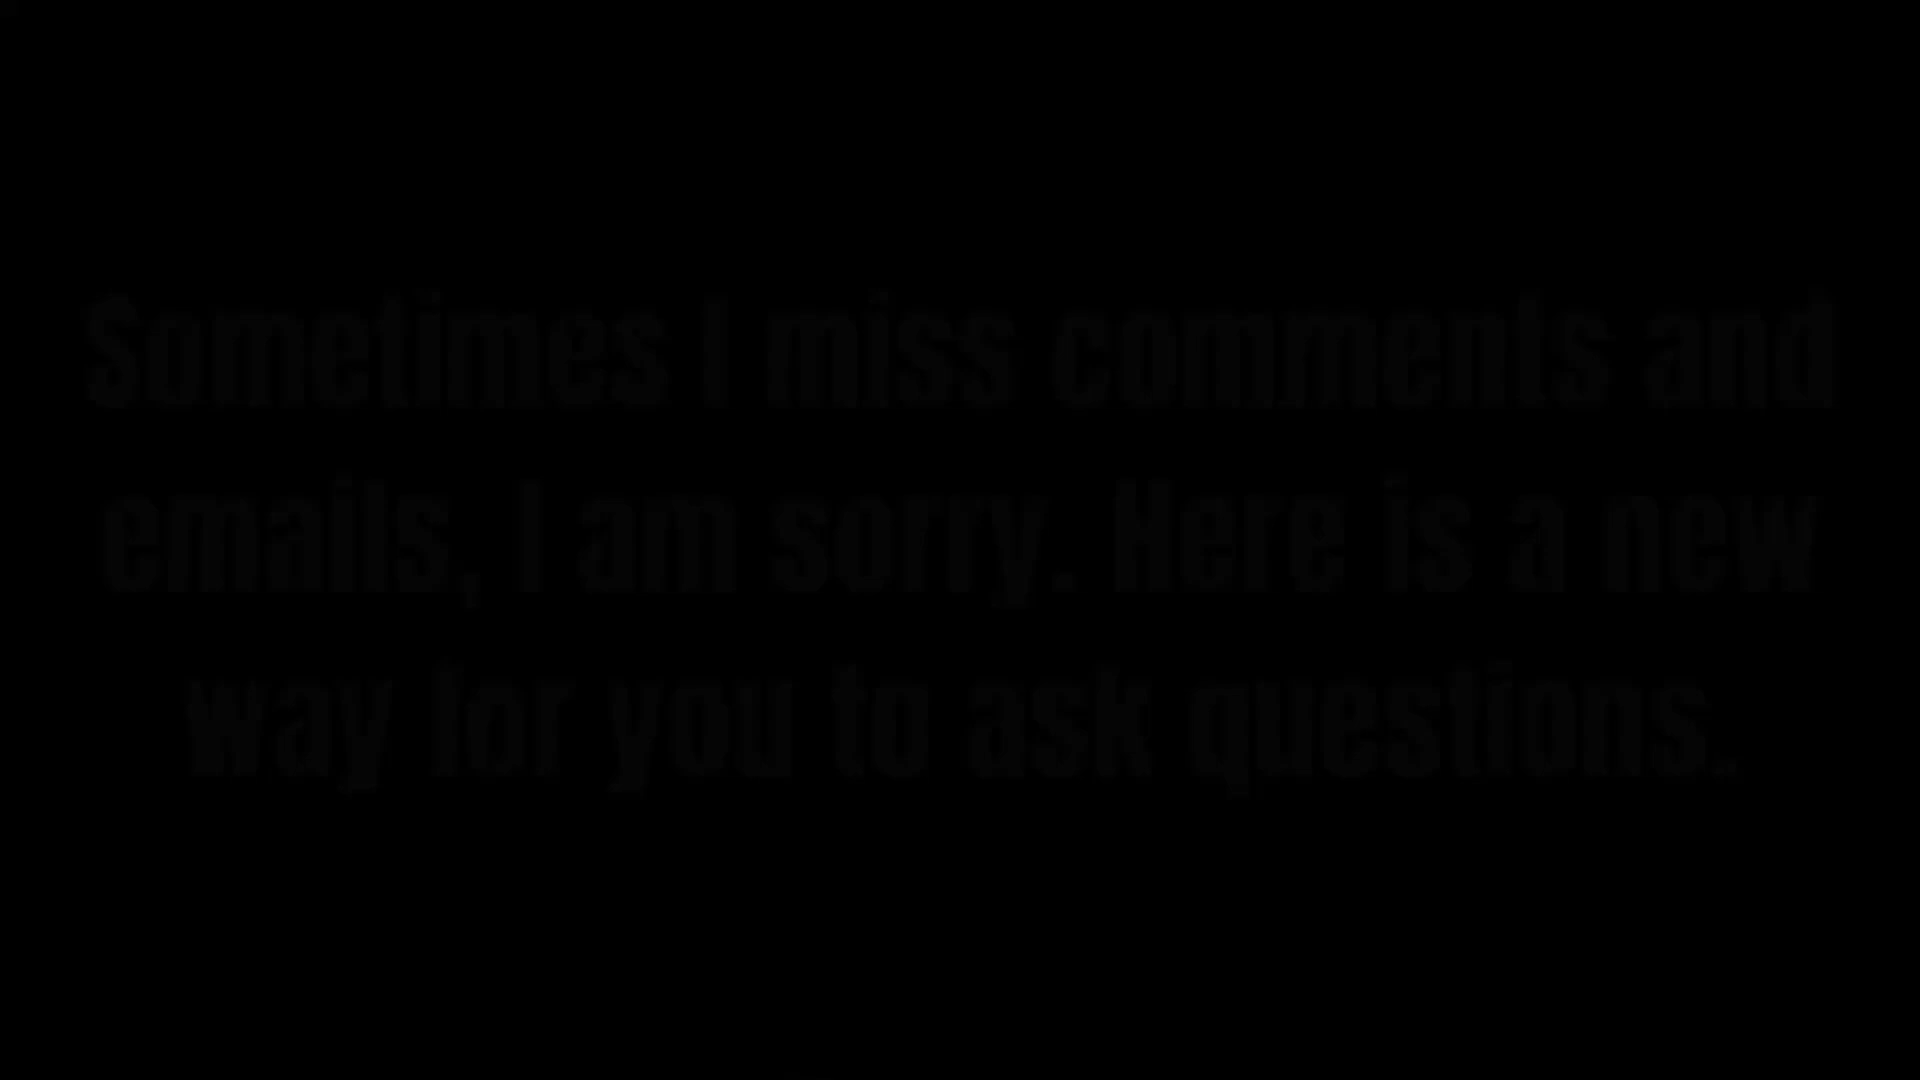 Sometimes I miss comments and
emails, I am sorry. Here is a new
way for you to ask questions.